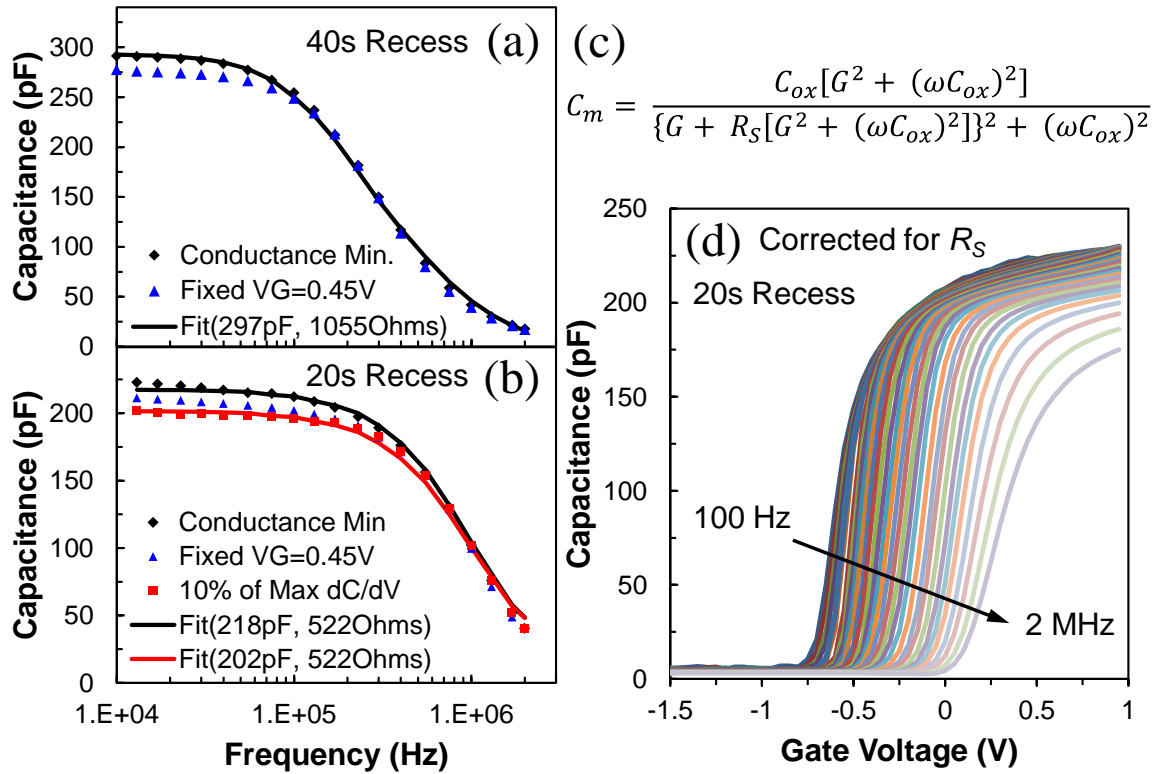 40s Recess (a)
300
250
200
150
100
50
0
Capacitance (pF)
Conductance Min.
Fixed VG=0.45V
Fit(297pF, 1055Ohms)
20s Recess (b)
200
150
100
50
0
Capacitance (pF)
Conductance Min
Fixed VG=0.45V
10% of Max dC/dV
Fit(218pF, 522Ohms)
Fit(202pF, 522Ohms)
1.E+04 1.E+05 1.E+06
Frequency (Hz)
(c)
C_m = C_ox[G² + (ωC_ox)²] / {G + R_S[G² + (ωC_ox)²]}² + (ωC_ox)²
250
200
150
100
50
0
Capacitance (pF)
(d) Corrected for R_S
20s Recess
100 Hz
2 MHz
-1.5 -1 -0.5 0 0.5 1
Gate Voltage (V)